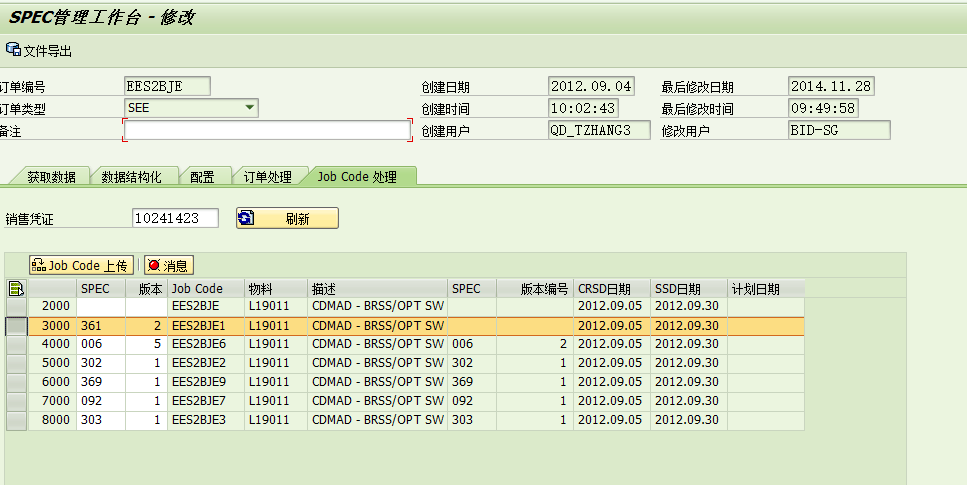 SPEC管理工作台 - 修改
文件导出
订单编号 EES2BJE 创建日期 2012.09.04 最后修改日期 2014.11.28
订单类型 SEE 创建时间 10:02:43 最后修改时间 09:49:58
备注 创建用户 QD_TZHANG3 修改用户 BID-SG
获取数据 数据结构化 配置 订单处理 Job Code 处理
销售凭证 10241423 刷新
Job Code 上传 消息
SPEC 版本 Job Code 物料 描述 SPEC 版本编号 CRSD日期 SSD日期 计划日期
2000 EES2BJE L19011 CDMAD - BRSS/OPT SW 2012.09.05 2012.09.30
3000 361 2 EES2BJE1 L19011 CDMAD - BRSS/OPT SW 2012.09.05 2012.09.30
4000 006 5 EES2BJE6 L19011 CDMAD - BRSS/OPT SW 006 2 2012.09.05 2012.09.30
5000 302 1 EES2BJE2 L19011 CDMAD - BRSS/OPT SW 302 1 2012.09.05 2012.09.30
6000 369 1 EES2BJE9 L19011 CDMAD - BRSS/OPT SW 369 1 2012.09.05 2012.09.30
7000 092 1 EES2BJE7 L19011 CDMAD - BRSS/OPT SW 092 1 2012.09.05 2012.09.30
8000 303 1 EES2BJE3 L19011 CDMAD - BRSS/OPT SW 303 1 2012.09.05 2012.09.30